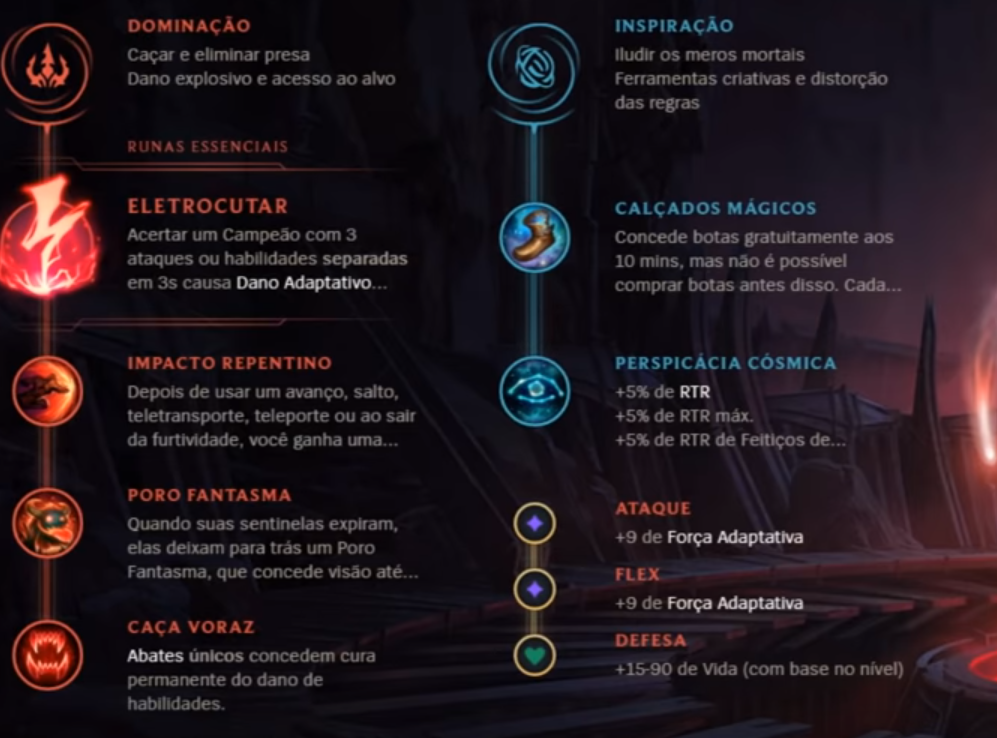 DOMINAÇÃO
Caçar e eliminar presa
Dano explosivo e acesso ao alvo
RUNAS ESSENCIAIS
ELETROCUTAR
Acertar um Campeão com 3
ataques ou habilidades separadas
em 3s causa Dano Adaptativo...
IMPACTO REPENTINO
Depois de usar um avanço, salto,
teletransporte, teleporte ou ao sair
da furtividade, você ganha uma...
PORO FANTASMA
Quando suas sentinelas expiram,
elas deixam para trás um Poro
Fantasma, que concede visão até...
CAÇA VORAZ
Abates únicos concedem cura
permanente do dano de
habilidades.
INSPIRAÇÃO
Iludir os meros mortais
Ferramentas criativas e distorção
das regras
CALÇADOS MÁGICOS
Concede botas gratuitamente aos
10 mins, mas não é possível
comprar botas antes disso. Cada...
PERSPICÁCIA CÓSMICA
+5% de RTR
+5% de RTR máx.
+5% de RTR de Feitiços de...
ATAQUE
+9 de Força Adaptativa
FLEX
+9 de Força Adaptativa
DEFESA
+15-90 de Vida (com base no nível)